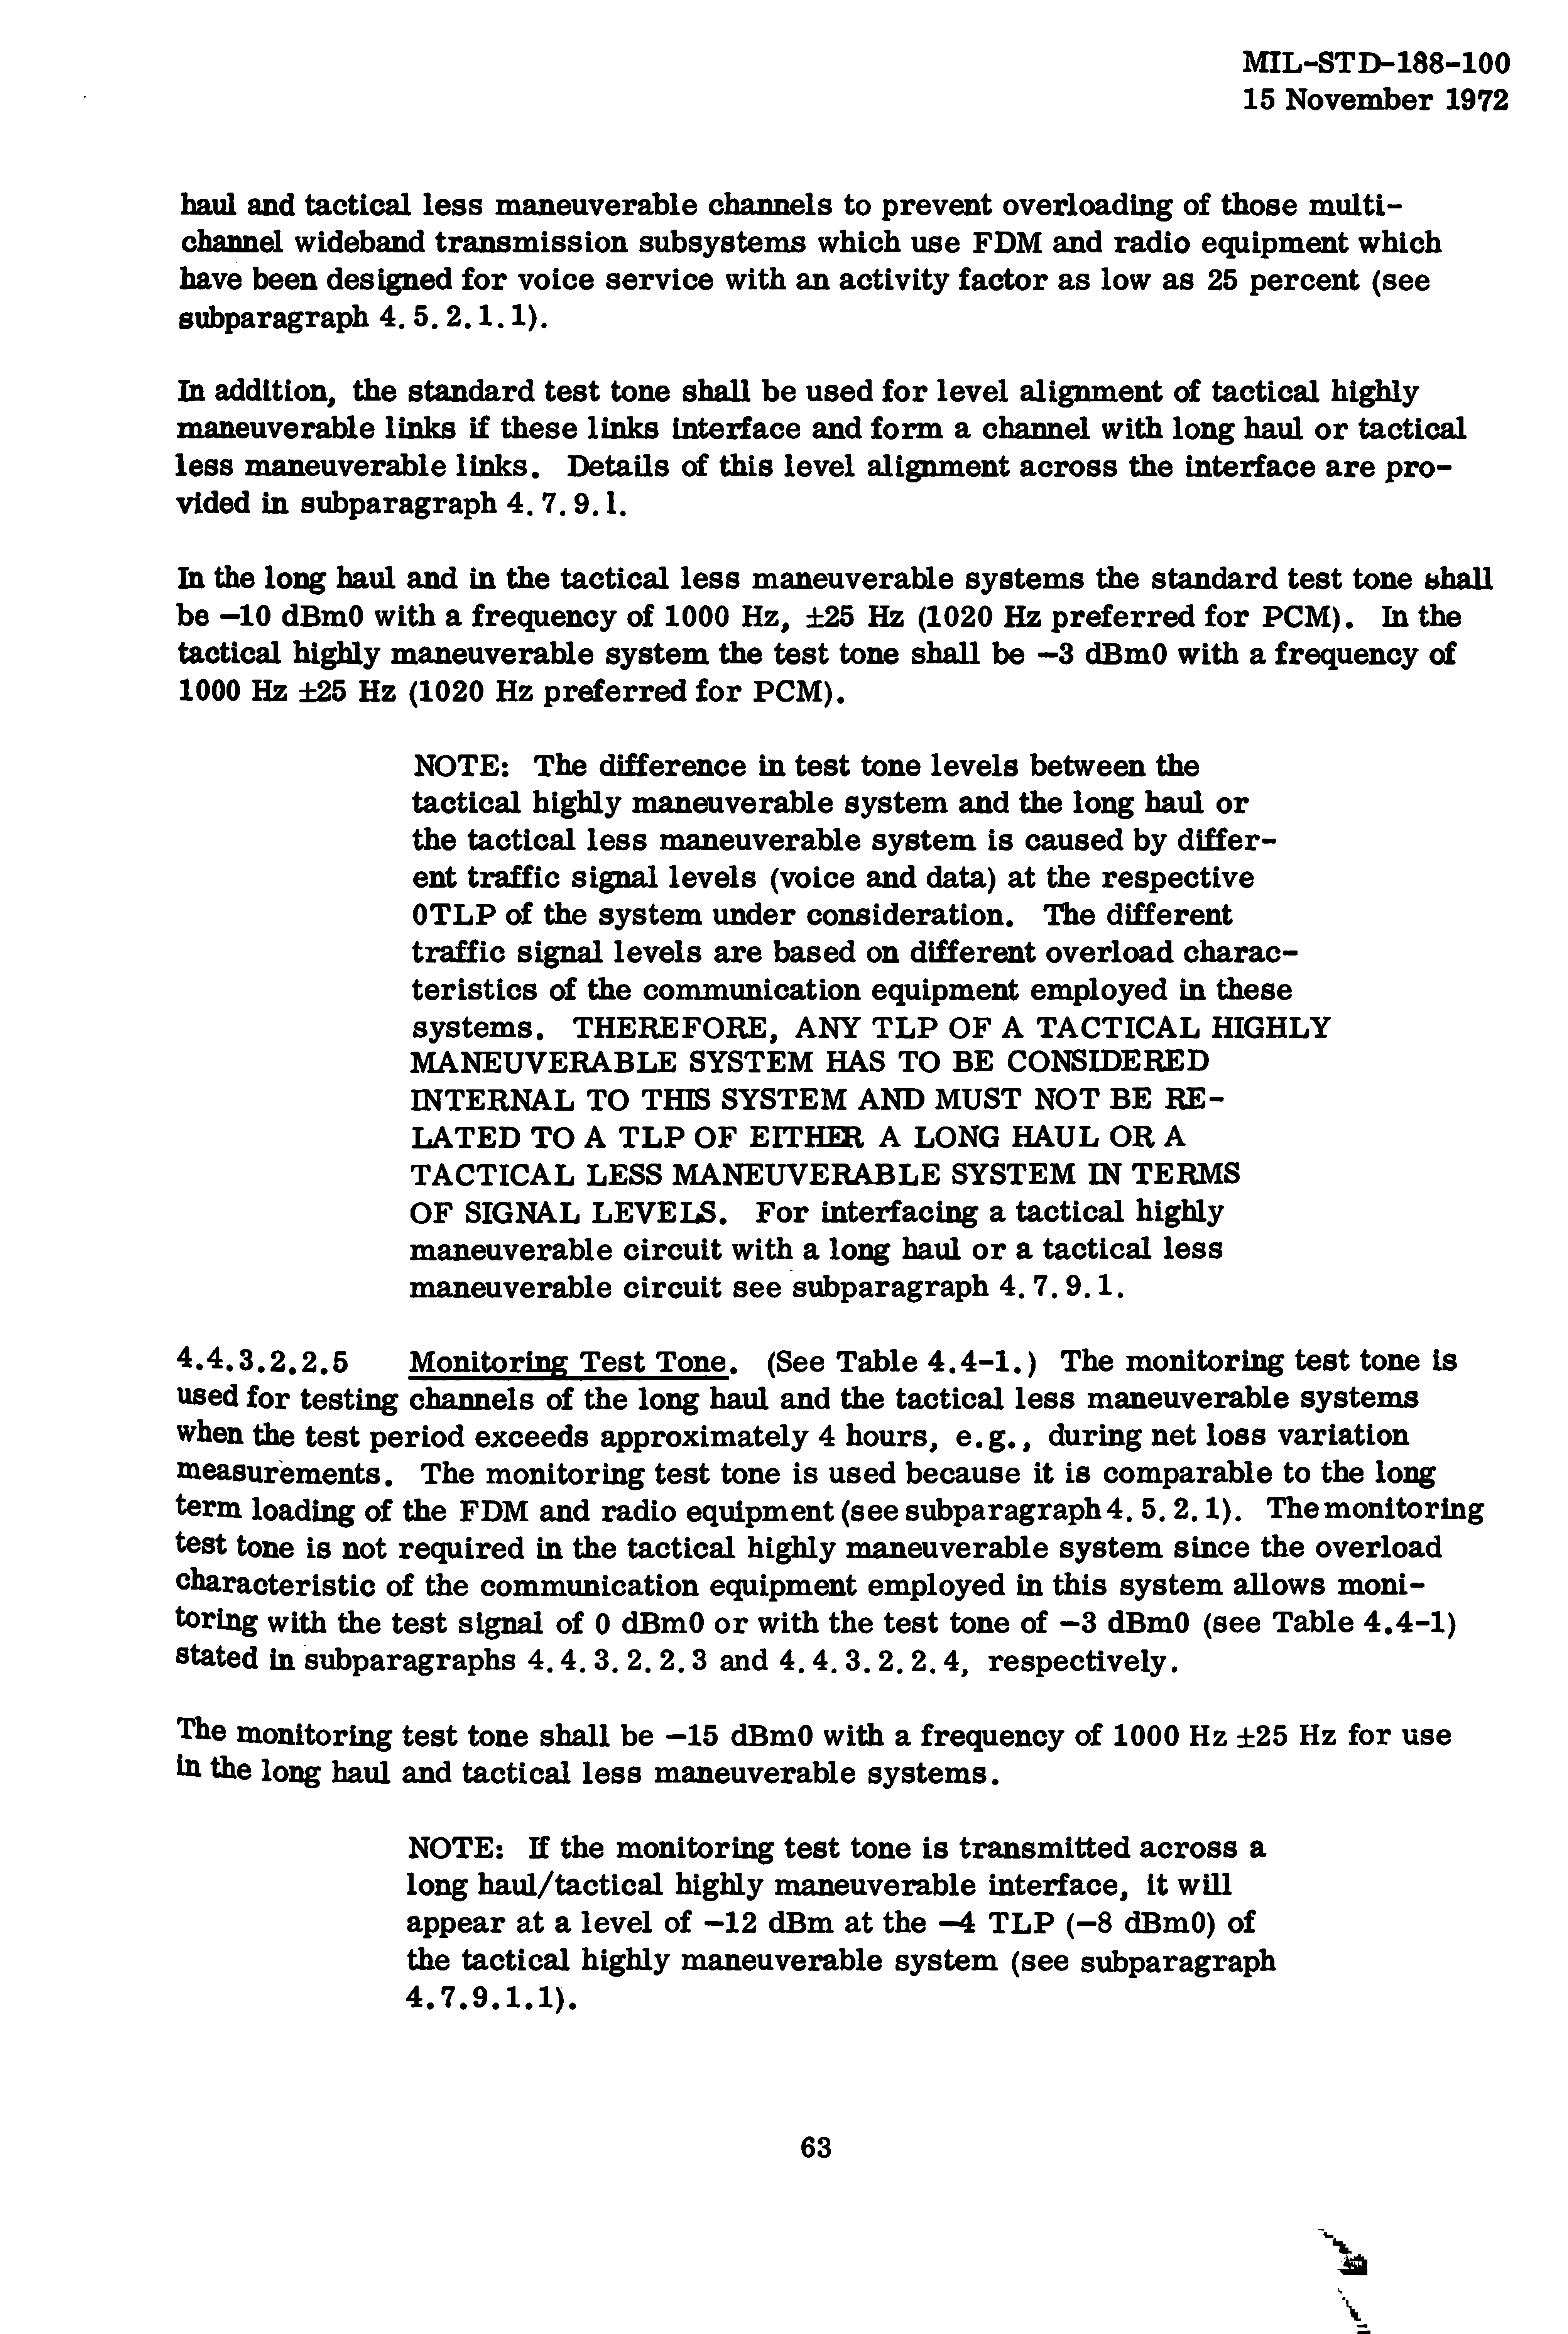 MIL-STD-188-100
15 November 1972
haul and tactical less maneuverable channels to prevent overloading of those multi-
channel wideband transmission subsystems which use FDM and radio equipment which
have been designed for voice service with an activity factor as low as 25 percent (see
subparagraph 4.5.2.1.1).
In addition, the standard test tone shall be used for level alignment of tactical highly
maneuverable links if these links interface and form a channel with long haul or tactical
less maneuverable links. Details of this level alignment across the interface are pro-
vided in subparagraph 4.7.9.1.
In the long haul and in the tactical less maneuverable systems the standard test tone shall
be -10 dBm0 with a frequency of 1000 Hz, ±25 Hz (1020 Hz preferred for PCM). In the
tactical highly maneuverable system the test tone shall be -3 dBm0 with a frequency of
1000 Hz ±25 Hz (1020 Hz preferred for PCM).
NOTE: The difference in test tone levels between the
tactical highly maneuverable system and the long haul or
the tactical less maneuverable system is caused by differ-
ent traffic signal levels (voice and data) at the respective
0TLP of the system under consideration. The different
traffic signal levels are based on different overload charac-
teristics of the communication equipment employed in these
systems. THEREFORE, ANY TLP OF A TACTICAL HIGHLY
MANEUVERABLE SYSTEM HAS TO BE CONSIDERED
INTERNAL TO THIS SYSTEM AND MUST NOT BE RE-
LATED TO A TLP OF EITHER A LONG HAUL OR A
TACTICAL LESS MANEUVERABLE SYSTEM IN TERMS
OF SIGNAL LEVELS. For interfacing a tactical highly
maneuverable circuit with a long haul or a tactical less
maneuverable circuit see subparagraph 4.7.9.1.
4.4.3.2.2.5 Monitoring Test Tone. (See Table 4.4-1.) The monitoring test tone is
used for testing channels of the long haul and the tactical less maneuverable systems
when the test period exceeds approximately 4 hours, e.g., during net loss variation
measurements. The monitoring test tone is used because it is comparable to the long
term loading of the FDM and radio equipment (see subparagraph 4.5.2.1). The monitoring
test tone is not required in the tactical highly maneuverable system since the overload
characteristic of the communication equipment employed in this system allows moni-
toring with the test signal of 0 dBm0 or with the test tone of -3 dBm0 (see Table 4.4-1)
stated in subparagraphs 4.4.3.2.2.3 and 4.4.3.2.2.4, respectively.
The monitoring test tone shall be -15 dBm0 with a frequency of 1000 Hz ±25 Hz for use
in the long haul and tactical less maneuverable systems.
NOTE: If the monitoring test tone is transmitted across a
long haul/tactical highly maneuverable interface, it will
appear at a level of -12 dBm at the -4 TLP (-8 dBm0) of
the tactical highly maneuverable system (see subparagraph
4.7.9.1.1).
63